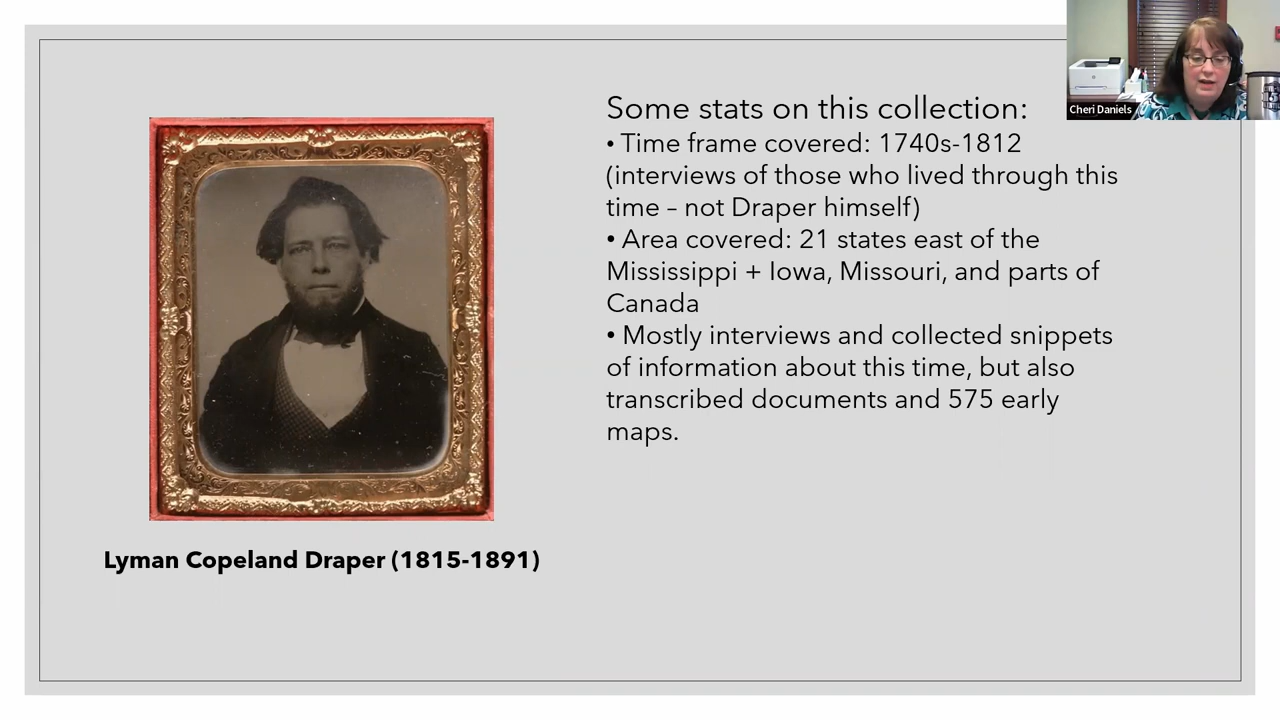 Some stats on this collection:
• Time frame covered: 1740s-1812
(interviews of those who lived through this
time – not Draper himself)
• Area covered: 21 states east of the
Mississippi + Iowa, Missouri, and parts of
Canada
• Mostly interviews and collected snippets
of information about this time, but also
transcribed documents and 575 early
maps.
Lyman Copeland Draper (1815-1891)
Cheri Daniels